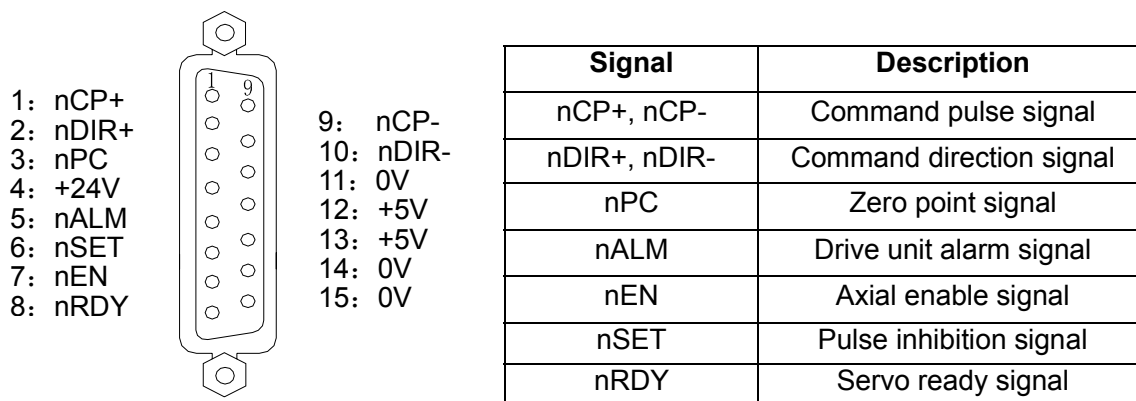 1：nCP+
2：nDIR+
3：nPC
4：+24V
5：nALM
6：nSET
7：nEN
8：nRDY
1
9
9： nCP-
10：nDIR-
11：0V
12：+5V
13：+5V
14：0V
15：0V
Signal Description
nCP+, nCP- Command pulse signal
nDIR+, nDIR- Command direction signal
nPC Zero point signal
nALM Drive unit alarm signal
nEN Axial enable signal
nSET Pulse inhibition signal
nRDY Servo ready signal